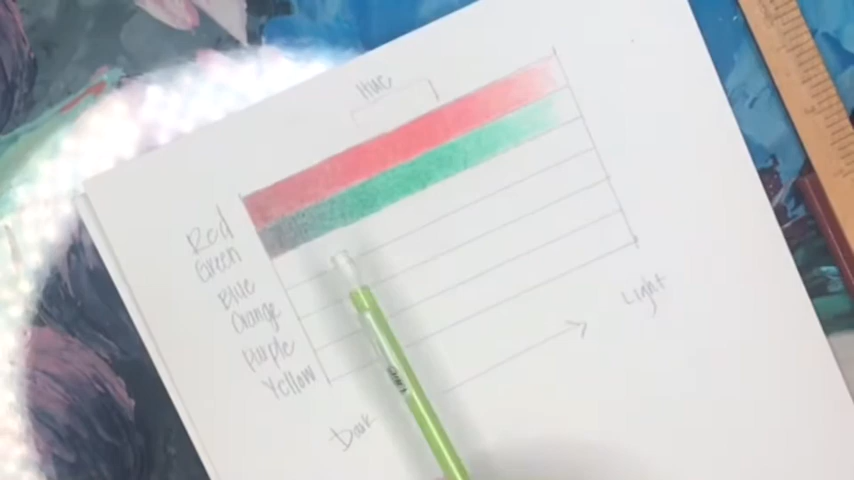 Hue
Red
Green
Blue
Orange
Purple
Yellow
Light
Dark